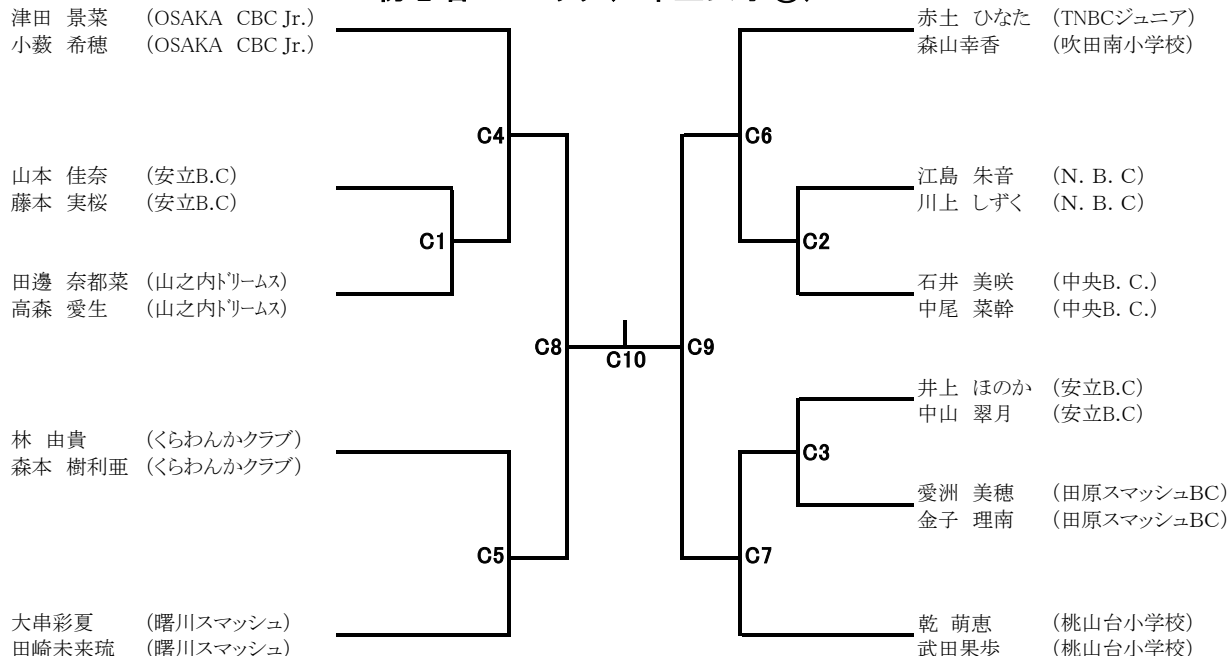 津田 景菜 (OSAKA CBC Jr.)
小薮 希穂 (OSAKA CBC Jr.)
C4
山本 佳奈 (安立B.C)
藤本 実桜 (安立B.C)
C1
田邊 奈都菜 (山之内ﾄﾞﾘｰﾑｽ)
高森 愛生 (山之内ﾄﾞﾘｰﾑｽ)
C8
C10
林 由貴 (くらわんかクラブ)
森本 樹利亜 (くらわんかクラブ)
C5
大串彩夏 (曙川スマッシュ)
田崎未来琉 (曙川スマッシュ)
赤土 ひなた (TNBCジュニア)
森山幸香 (吹田南小学校)
C6
江島 朱音 (N. B. C)
川上 しずく (N. B. C)
C2
石井 美咲 (中央B. C.)
中尾 菜幹 (中央B. C.)
C9
井上 ほのか (安立B.C)
中山 翠月 (安立B.C)
C3
愛洲 美穂 (田原スマッシュBC)
金子 理南 (田原スマッシュBC)
C7
乾 萌恵 (桃山台小学校)
武田果歩 (桃山台小学校)